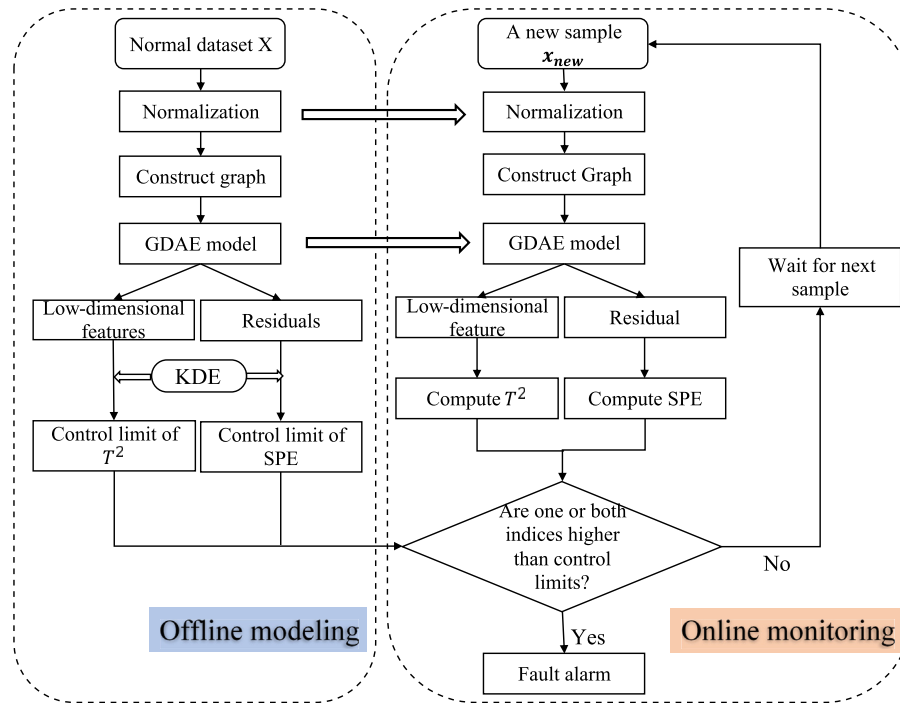 Normal dataset X
Normalization
Construct graph
GDAE model
Low-dimensional
features
Residuals
KDE
Control limit of
T²
Control limit of
SPE
Offline modeling
A new sample
x_new
Normalization
Construct Graph
GDAE model
Low-dimensional
feature
Residual
Compute T²
Compute SPE
Are one or both
indices higher
than control
limits?
No
Wait for next
sample
Yes
Fault alarm
Online monitoring